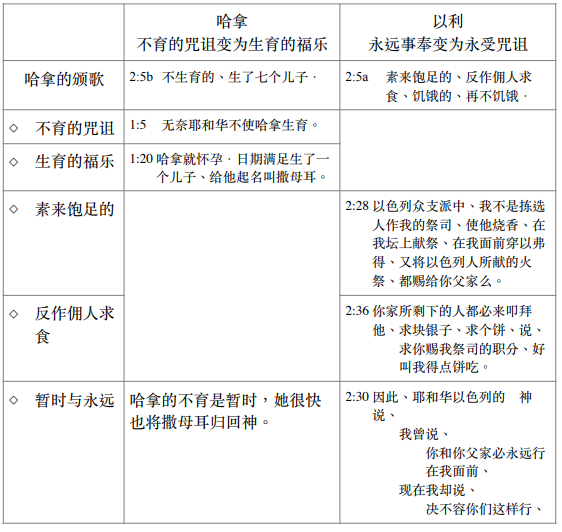 哈拿
不育的咒诅变为生育的福乐
以利
永远事奉变为永受咒诅
哈拿的颂歌
2:5b 不生育的、生了七个儿子．
2:5a 素来饱足的、反作佣人求
食、饥饿的、再不饥饿．
◇ 不育的咒诅
1:5 无奈耶和华不使哈拿生育。
◇ 生育的福乐
1:20 哈拿就怀孕．日期满足生了一
个儿子、给他起名叫撒母耳。
◇ 素来饱足的
2:28 以色列众支派中、我不是拣选
人作我的祭司、使他烧香、在
我坛上献祭、在我面前穿以弗
得、又将以色列人所献的火
祭、都赐给你父家么。
◇ 反作佣人求
食
2:36 你家所剩下的人都必来叩拜
他、求块银子、求个饼、说、
求你赐我祭司的职分、好
叫我得点饼吃。
◇ 暂时与永远
哈拿的不育是暂时，她很快
也将撒母耳归回神。
2:30 因此、耶和华以色列的　神
说、
我曾说、
你和你父家必永远行
在我面前、
现在我却说、
决不容你们这样行、